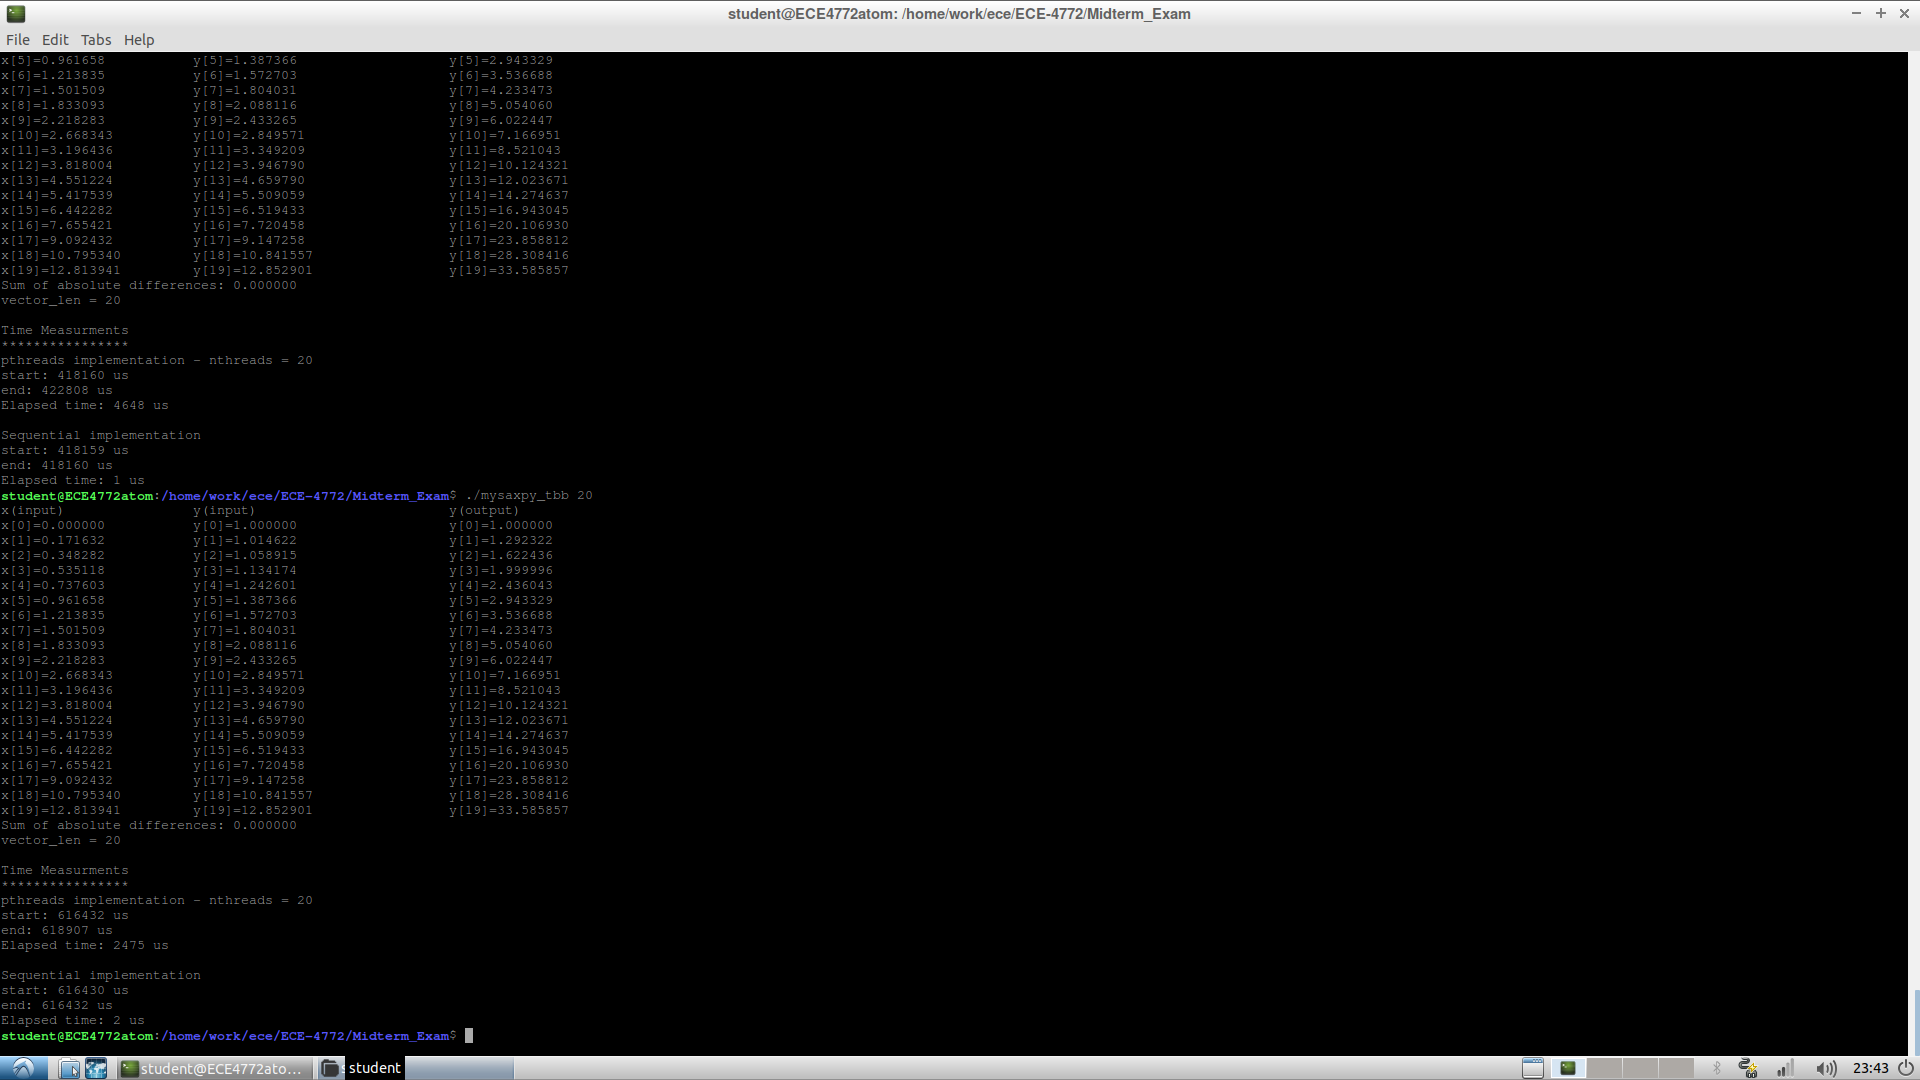 student@ECE4772atom: /home/work/ece/ECE-4772/Midterm_Exam
File Edit Tabs Help
x[5]=0.961658 y[5]=1.387366 y[5]=2.943329
x[6]=1.213835 y[6]=1.572703 y[6]=3.536688
x[7]=1.501509 y[7]=1.804031 y[7]=4.233473
x[8]=1.833093 y[8]=2.088116 y[8]=5.054060
x[9]=2.218283 y[9]=2.433265 y[9]=6.022447
x[10]=2.668343 y[10]=2.849571 y[10]=7.166951
x[11]=3.196436 y[11]=3.349209 y[11]=8.521043
x[12]=3.818004 y[12]=3.946790 y[12]=10.124321
x[13]=4.551224 y[13]=4.659790 y[13]=12.023671
x[14]=5.417539 y[14]=5.509059 y[14]=14.274637
x[15]=6.442282 y[15]=6.519433 y[15]=16.943045
x[16]=7.655421 y[16]=7.720458 y[16]=20.106930
x[17]=9.092432 y[17]=9.147258 y[17]=23.858812
x[18]=10.795340 y[18]=10.841557 y[18]=28.308416
x[19]=12.813941 y[19]=12.852901 y[19]=33.585857
Sum of absolute differences: 0.000000
vector_len = 20
Time Measurments
****************
pthreads implementation - nthreads = 20
start: 418160 us
end: 422808 us
Elapsed time: 4648 us
Sequential implementation
start: 418159 us
end: 418160 us
Elapsed time: 1 us
student@ECE4772atom:/home/work/ece/ECE-4772/Midterm_Exam$ ./mysaxpy_tbb 20
x(input) y(input) y(output)
x[0]=0.000000 y[0]=1.000000 y[0]=1.000000
x[1]=0.171632 y[1]=1.014622 y[1]=1.292322
x[2]=0.348282 y[2]=1.058915 y[2]=1.622436
x[3]=0.535118 y[3]=1.134174 y[3]=1.999996
x[4]=0.737603 y[4]=1.242601 y[4]=2.436043
x[5]=0.961658 y[5]=1.387366 y[5]=2.943329
x[6]=1.213835 y[6]=1.572703 y[6]=3.536688
x[7]=1.501509 y[7]=1.804031 y[7]=4.233473
x[8]=1.833093 y[8]=2.088116 y[8]=5.054060
x[9]=2.218283 y[9]=2.433265 y[9]=6.022447
x[10]=2.668343 y[10]=2.849571 y[10]=7.166951
x[11]=3.196436 y[11]=3.349209 y[11]=8.521043
x[12]=3.818004 y[12]=3.946790 y[12]=10.124321
x[13]=4.551224 y[13]=4.659790 y[13]=12.023671
x[14]=5.417539 y[14]=5.509059 y[14]=14.274637
x[15]=6.442282 y[15]=6.519433 y[15]=16.943045
x[16]=7.655421 y[16]=7.720458 y[16]=20.106930
x[17]=9.092432 y[17]=9.147258 y[17]=23.858812
x[18]=10.795340 y[18]=10.841557 y[18]=28.308416
x[19]=12.813941 y[19]=12.852901 y[19]=33.585857
Sum of absolute differences: 0.000000
vector_len = 20
Time Measurments
****************
pthreads implementation - nthreads = 20
start: 616432 us
end: 618907 us
Elapsed time: 2475 us
Sequential implementation
start: 616430 us
end: 616432 us
Elapsed time: 2 us
student@ECE4772atom:/home/work/ece/ECE-4772/Midterm_Exam$
student@ECE4772ato... student 23:43